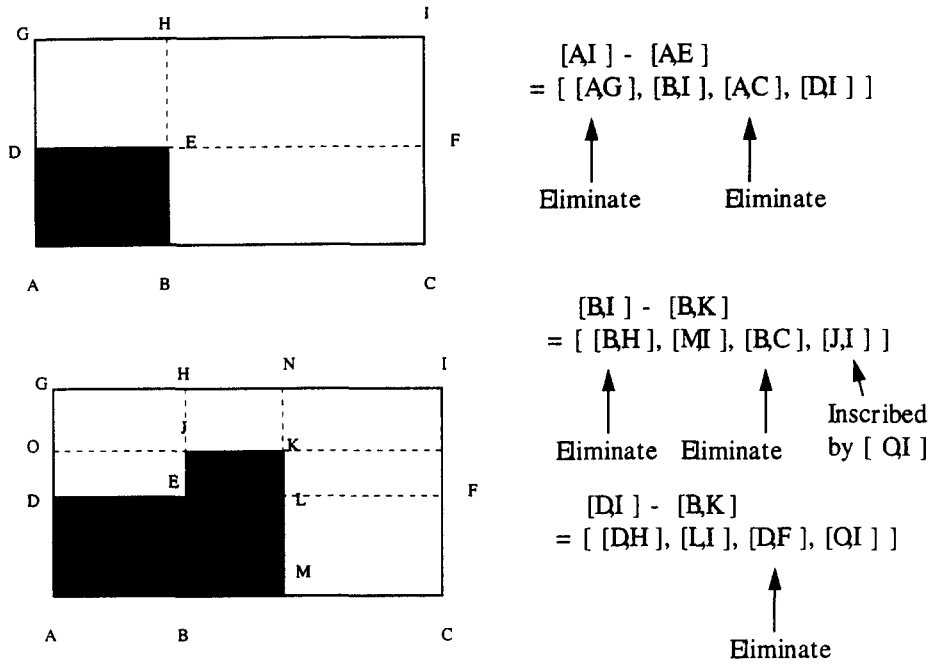 G H I
D E F
A B C
[A,I ] - [A,E ]
= [ [A,G ], [B,I ], [A,C ], [D,I ] ]
Eliminate Eliminate
G H N I
O J K
D E L F
M
A B C
[B,I ] - [B,K ]
= [ [B,H ], [M,I ], [B,C ], [J,I ] ]
Eliminate Eliminate
Inscribed
by [ O,I ]
[D,I ] - [B,K ]
= [ [D,H ], [L,I ], [D,F ], [O,I ] ]
Eliminate